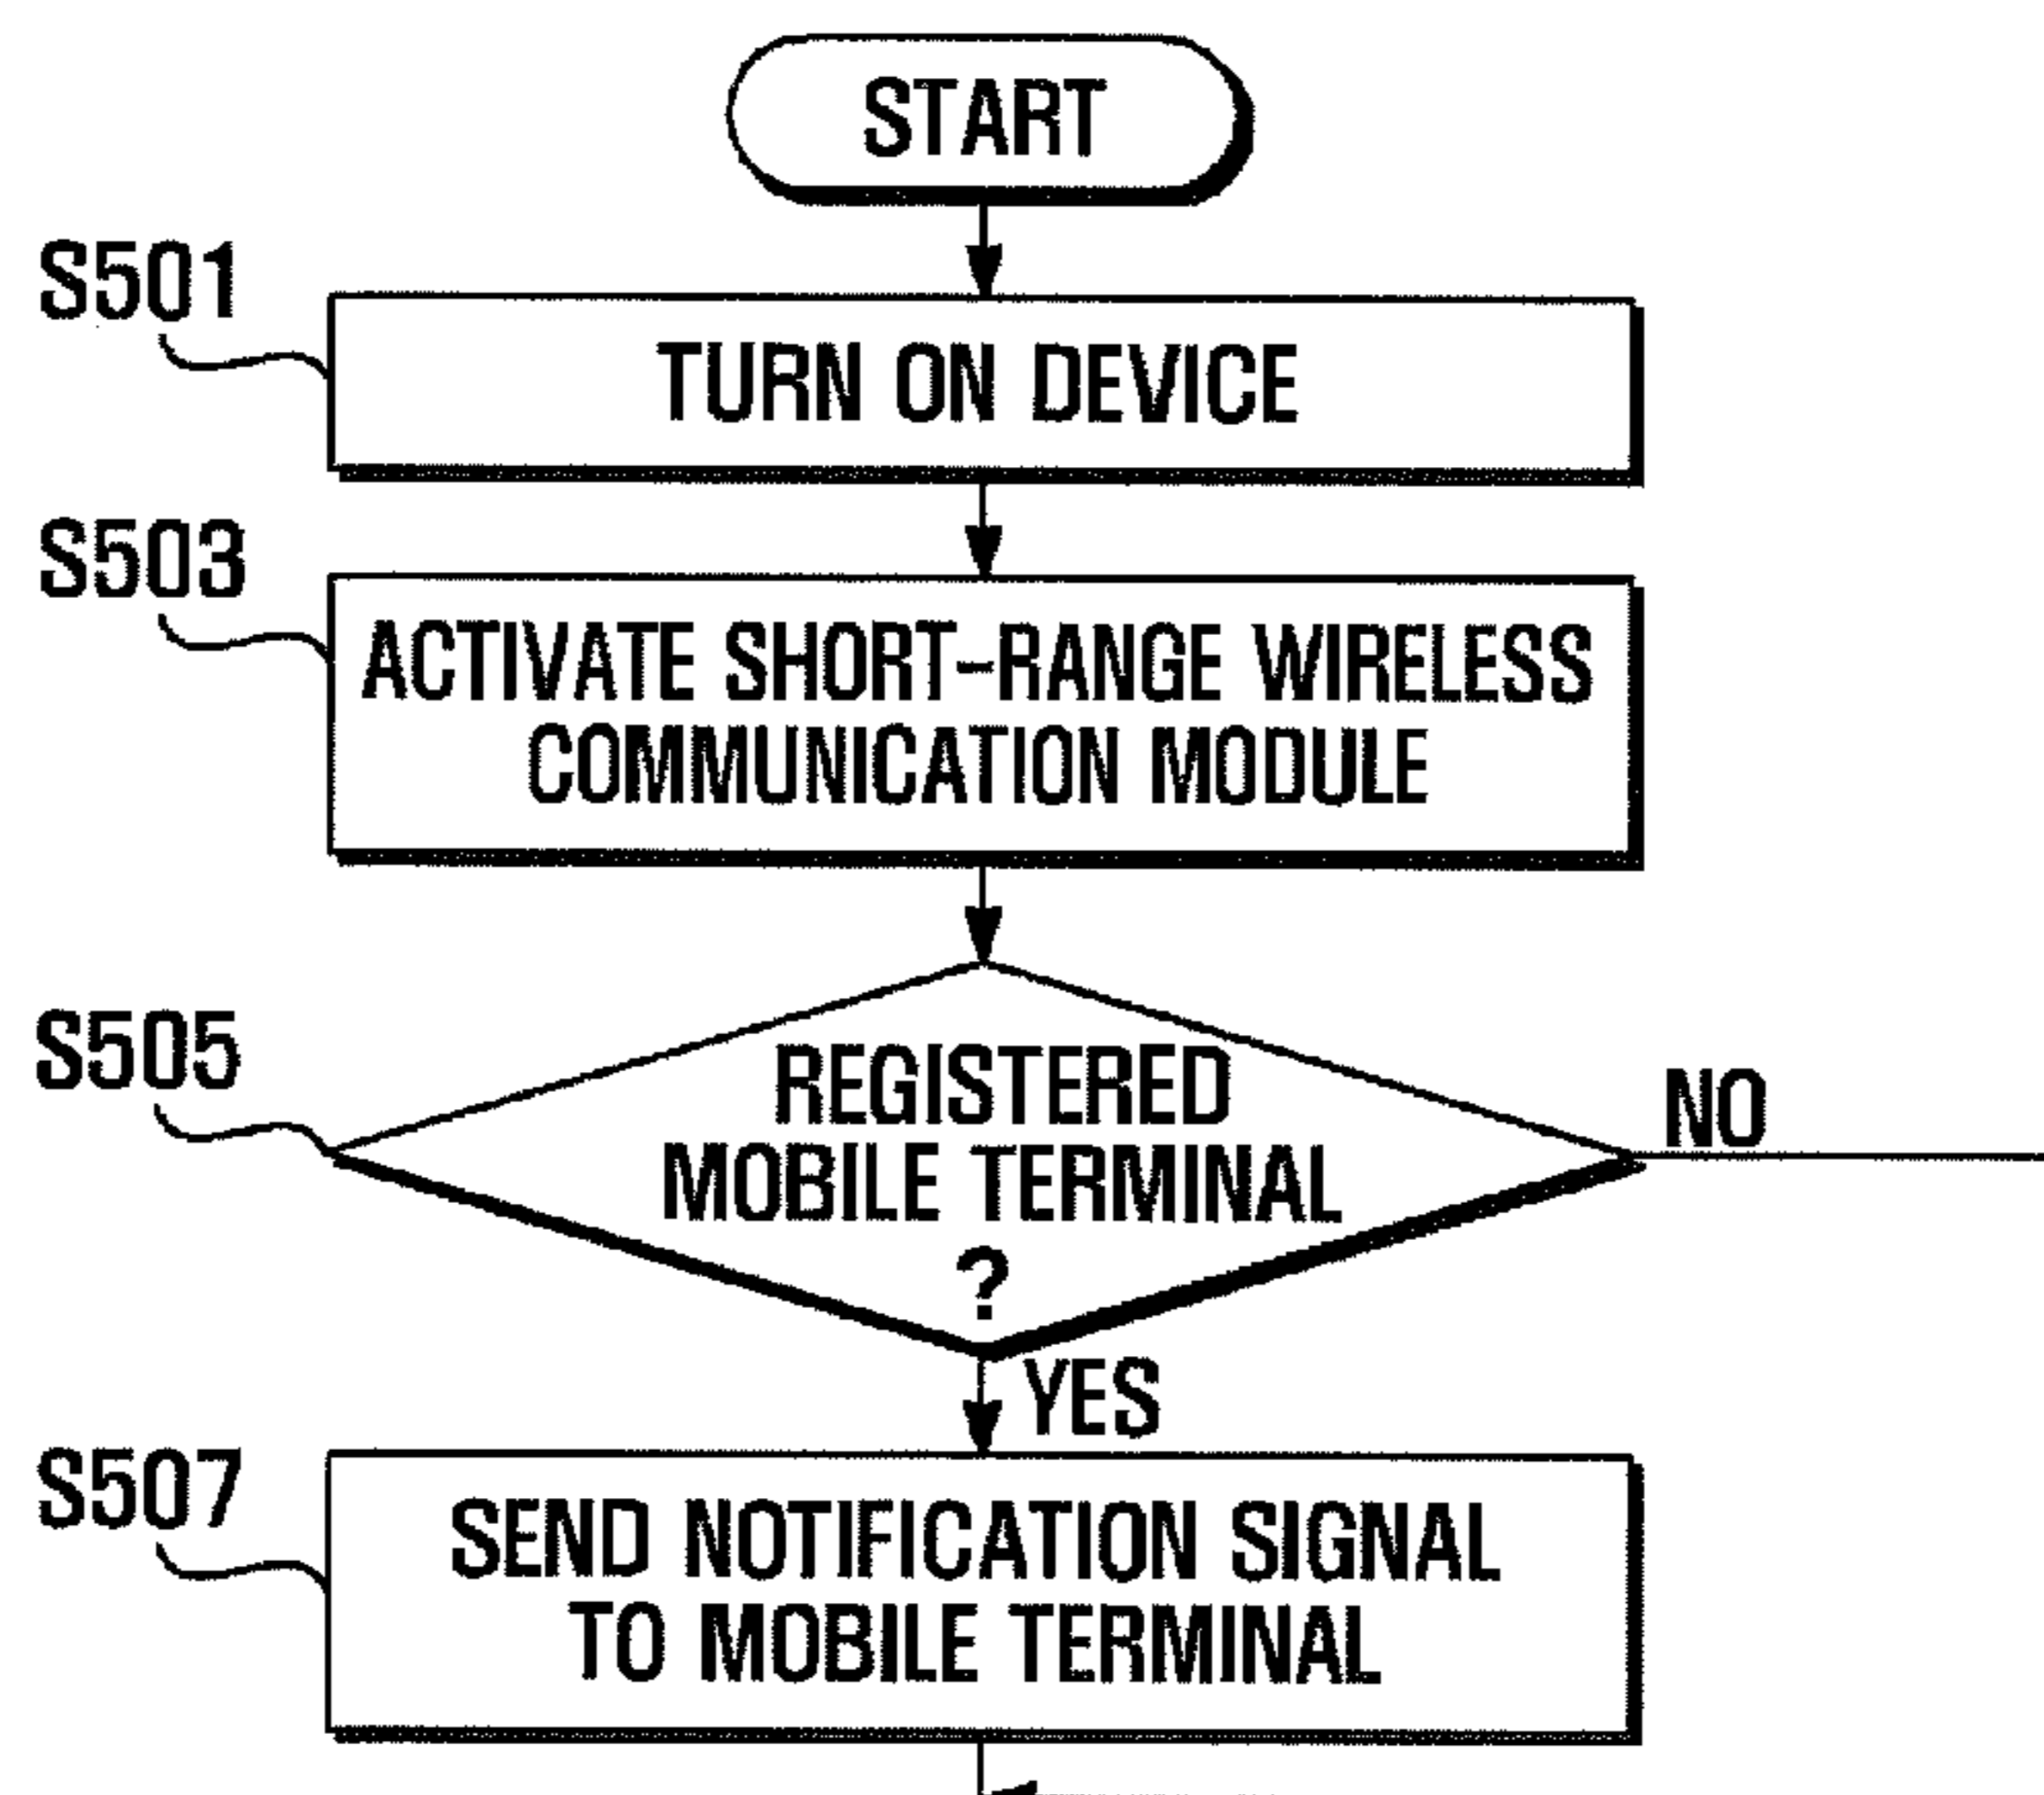 START
S501
TURN ON DEVICE
S503
ACTIVATE SHORT-RANGE WIRELESS
COMMUNICATION MODULE
S505
REGISTERED
MOBILE TERMINAL
?
NO
YES
S507
SEND NOTIFICATION SIGNAL
TO MOBILE TERMINAL